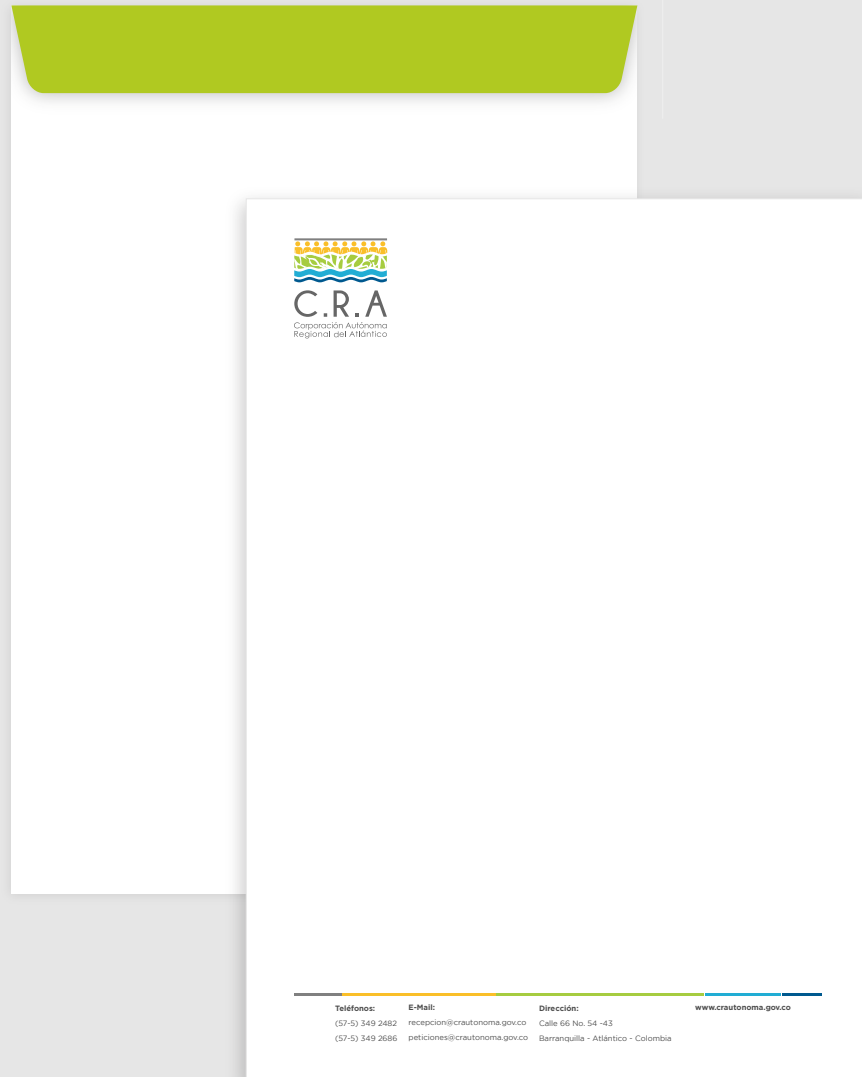 C.R.A
Corporación Autónoma
Regional del Atlántico
Teléfonos:
(57-5) 349 2482
(57-5) 349 2686
E-Mail:
recepcion@crautonoma.gov.co
peticiones@crautonoma.gov.co
Dirección:
Calle 66 No. 54 -43
Barranquilla - Atlántico - Colombia
www.crautonoma.gov.co